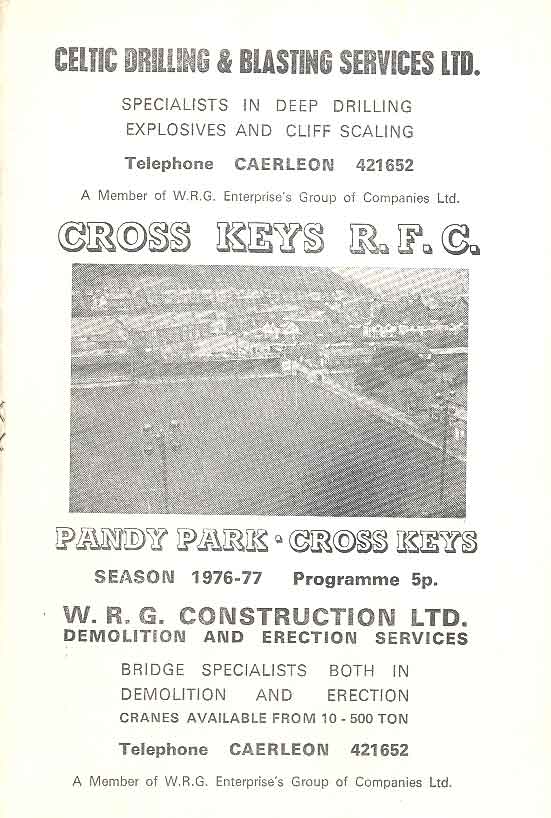 CELTIC DRILLING & BLASTING SERVICES LTD.
SPECIALISTS IN DEEP DRILLING
EXPLOSIVES AND CLIFF SCALING
Telephone CAERLEON 421652
A Member of W.R.G. Enterprise's Group of Companies Ltd.
CROSS KEYS R.F.C.
PANDY PARK · CROSS KEYS
SEASON 1976-77 Programme 5p.
W. R. G. CONSTRUCTION LTD.
DEMOLITION AND ERECTION SERVICES
BRIDGE SPECIALISTS BOTH IN
DEMOLITION AND ERECTION
CRANES AVAILABLE FROM 10 - 500 TON
Telephone CAERLEON 421652
A Member of W.R.G. Enterprise's Group of Companies Ltd.